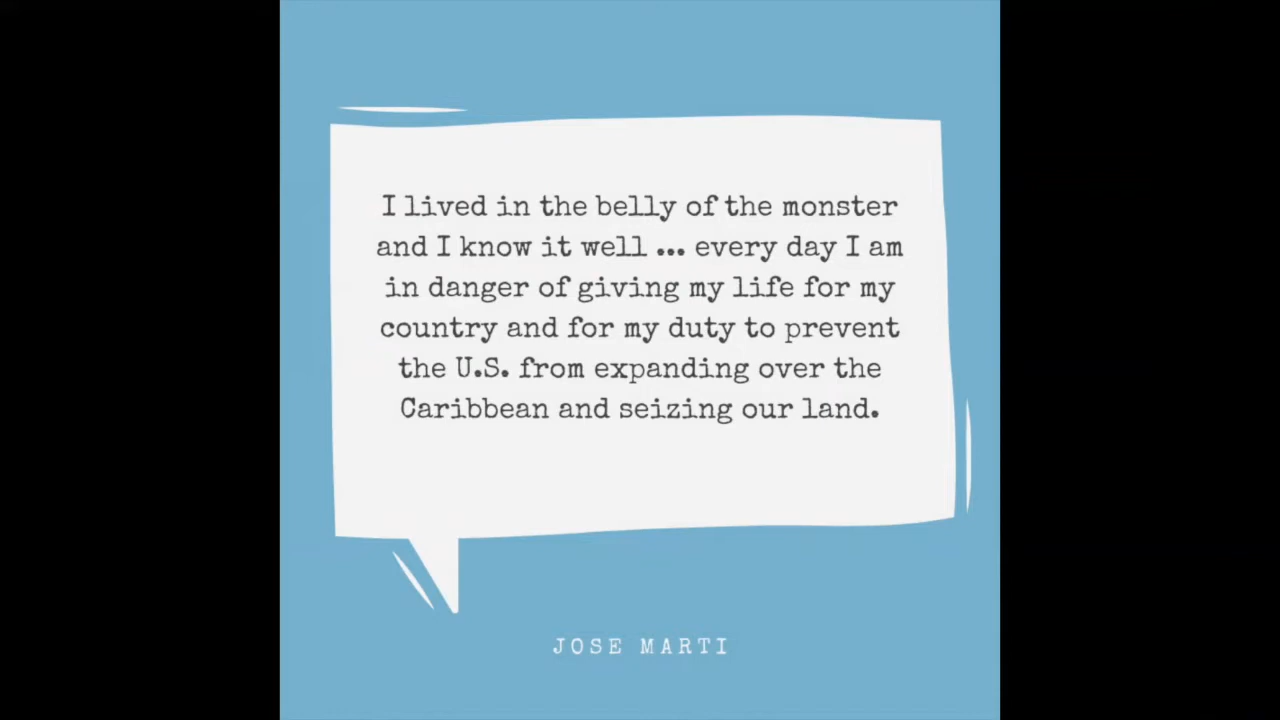 I lived in the belly of the monster
and I know it well ... every day I am
in danger of giving my life for my
country and for my duty to prevent
the U.S. from expanding over the
Caribbean and seizing our land.
JOSE MARTI